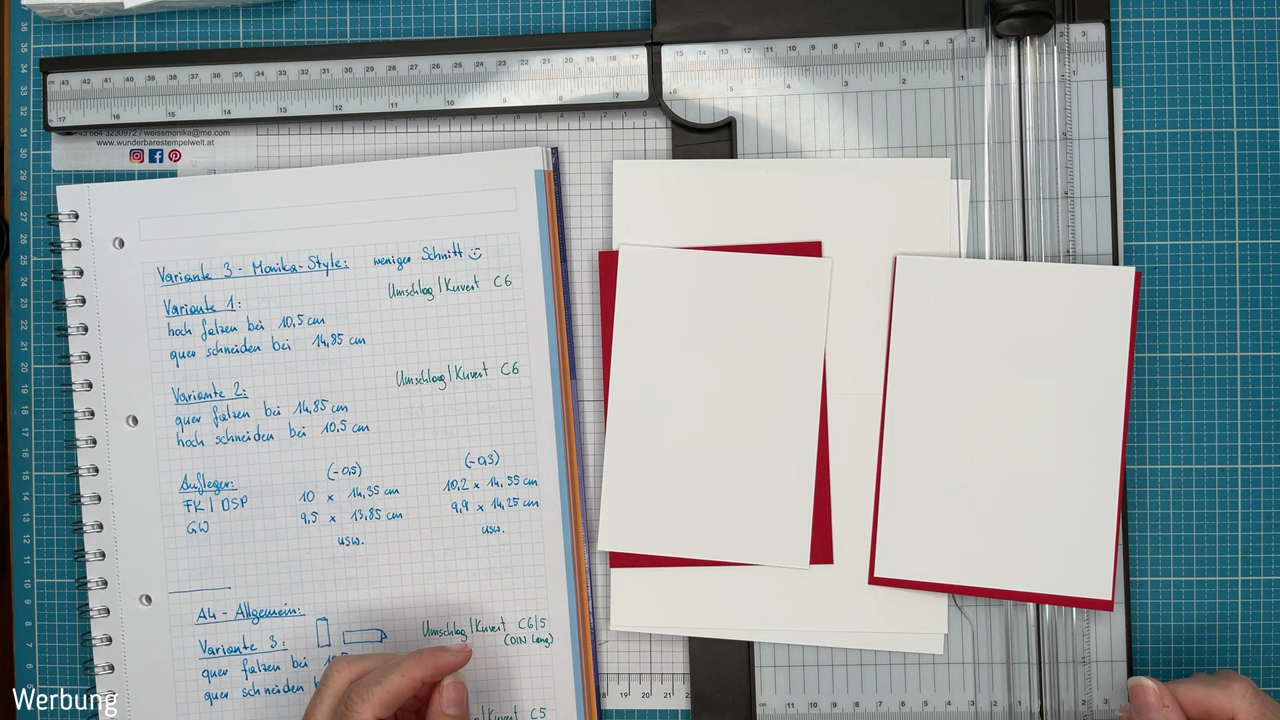 +43 664 3230972 / weissmonika@me.com
www.wunderbarestempelwelt.at
Variante 3 - Monika-Style: weniger Schnitt
Variante 1: Umschlag|Kuvert C6
hoch falzen bei 10,5 cm
quer schneiden bei 14,85 cm
Variante 2: Umschlag|Kuvert C6
quer falzen bei 14,85 cm
hoch schneiden bei 10,5 cm
Aufleger: (-0,5) (-0,3)
FK | DSP 10 x 14,35 cm 10,2 x 14,55 cm
GW 9,5 x 13,85 cm 9,9 x 14,25 cm
usw. usw.
A4 - Allgemein:
Variante 3: Umschlag|Kuvert C6|5
(DIN lang)
quer falzen bei
quer schneiden
C5
Werbung